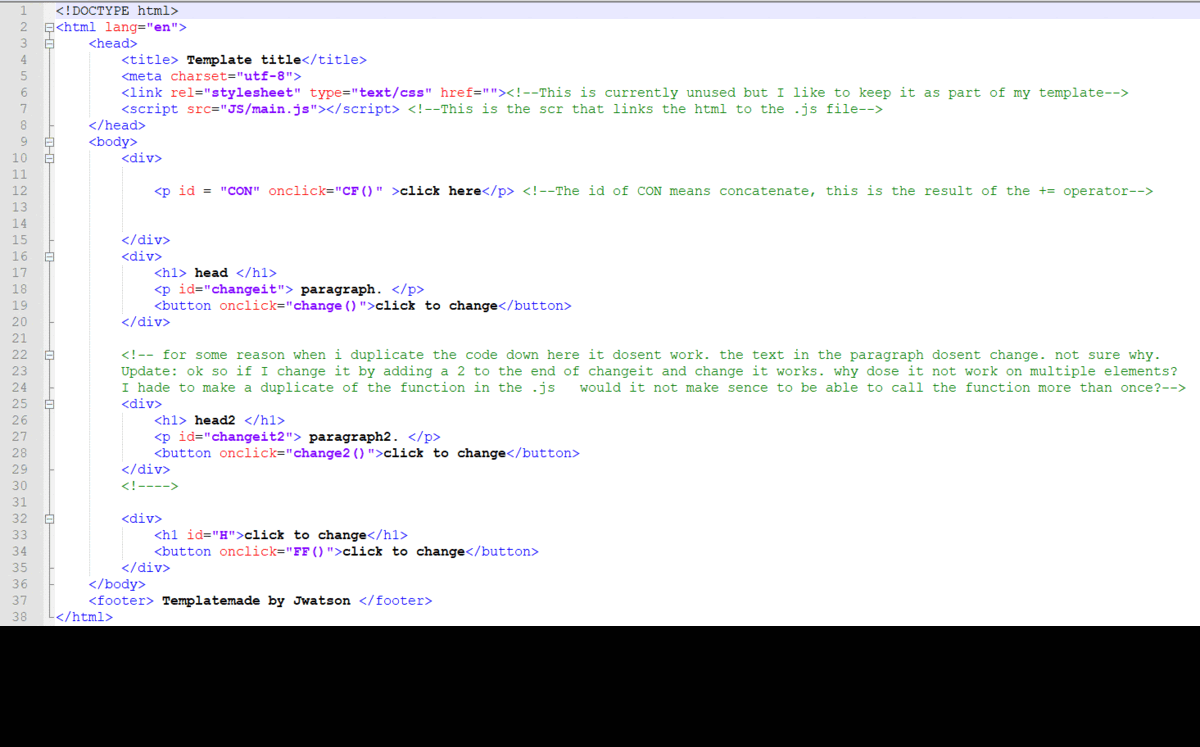 1 <!DOCTYPE html>
2 <html lang="en">
3 <head>
4 <title> Template title</title>
5 <meta charset="utf-8">
6 <link rel="stylesheet" type="text/css" href=""><!--This is currently unused but I like to keep it as part of my template-->
7 <script src="JS/main.js"></script> <!--This is the scr that links the html to the .js file-->
8 </head>
9 <body>
10 <div>
11
12 <p id = "CON" onclick="CF()" >click here</p> <!--The id of CON means concatenate, this is the result of the += operator-->
13
14
15 </div>
16 <div>
17 <h1> head </h1>
18 <p id="changeit"> paragraph. </p>
19 <button onclick="change()">click to change</button>
20 </div>
21
22 <!-- for some reason when i duplicate the code down here it dosent work. the text in the paragraph dosent change. not sure why.
23 Update: ok so if I change it by adding a 2 to the end of changeit and change it works. why dose it not work on multiple elements?
24 I hade to make a duplicate of the function in the .js would it not make sence to be able to call the function more than once?-->
25 <div>
26 <h1> head2 </h1>
27 <p id="changeit2"> paragraph2. </p>
28 <button onclick="change2()">click to change</button>
29 </div>
30 <!---->
31
32 <div>
33 <h1 id="H">click to change</h1>
34 <button onclick="FF()">click to change</button>
35 </div>
36 </body>
37 <footer> Templatemade by Jwatson </footer>
38 </html>